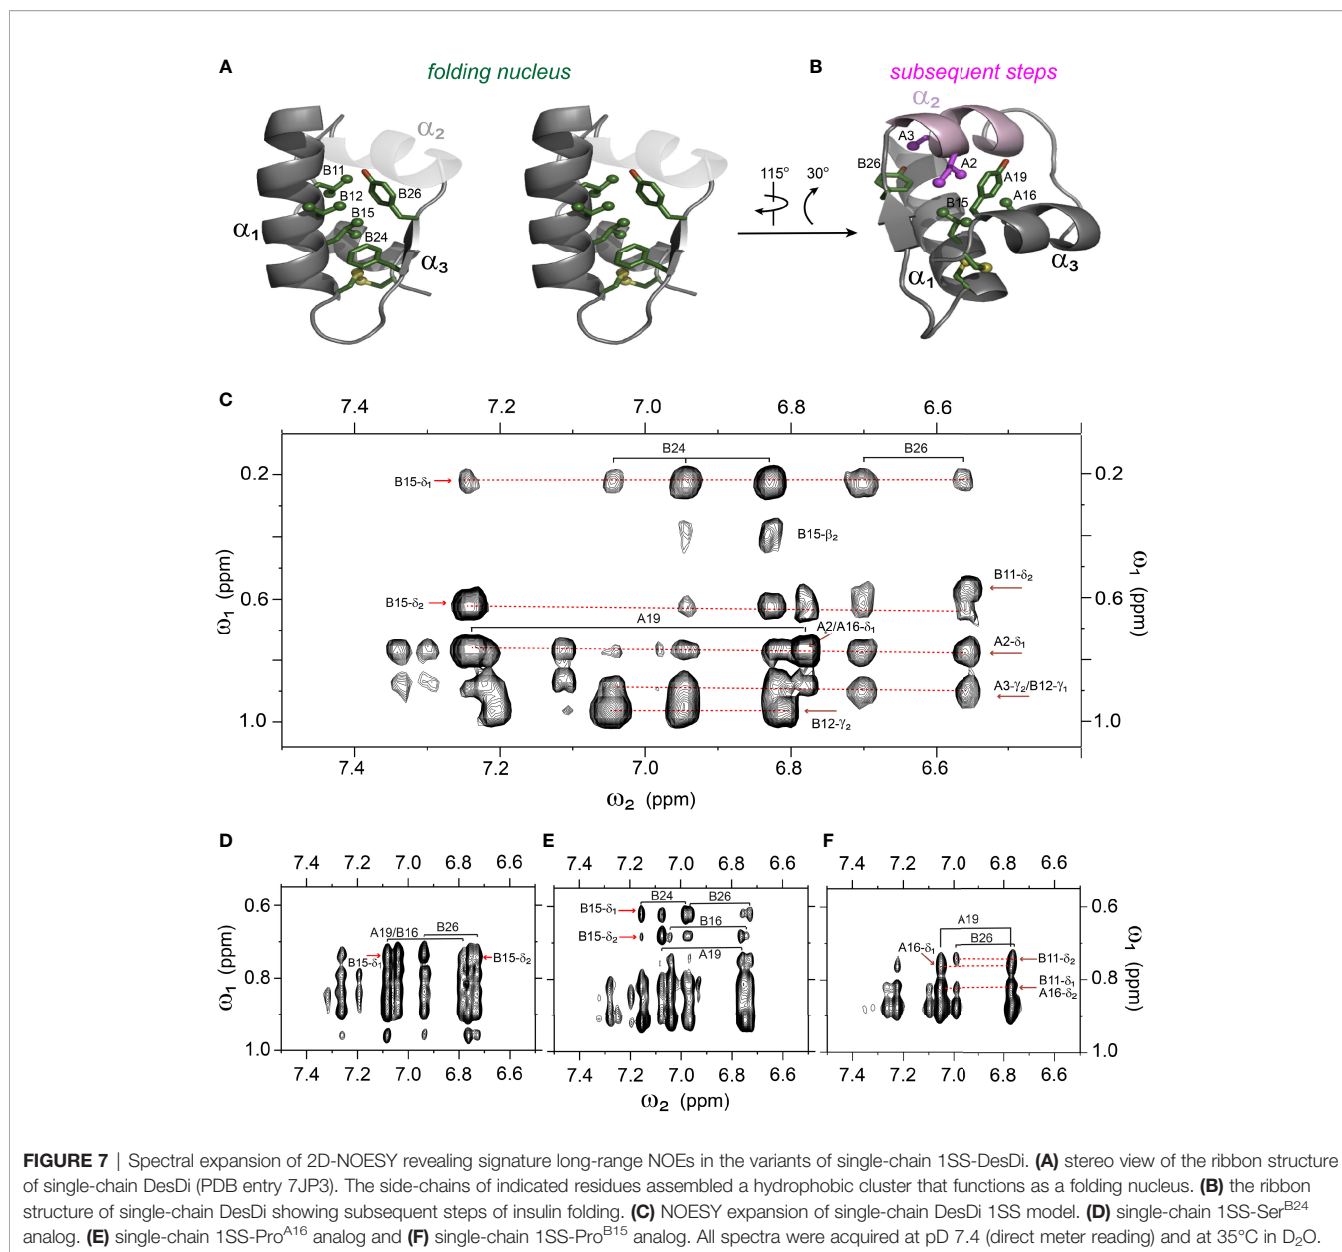 A
folding nucleus
B
subsequent steps
α2
α2
B11
B12
B26
B15
B24
α1
α3
115°
30°
A3
A2
B26
A19
A16
B15
α1
α3
C
7.4 7.2 7.0 6.8 6.6
B24
B26
0.2
0.2
B15-δ1
B15-β2
B11-δ2
B15-δ2
0.6
0.6
A19
A2/A16-δ1
A2-δ1
A3-γ2/B12-γ1
B12-γ2
1.0
1.0
ω1 (ppm)
ω1 (ppm)
7.4 7.2 7.0 6.8 6.6
ω2 (ppm)
D
7.4 7.2 7.0 6.8 6.6
0.6
0.8
1.0
ω1 (ppm)
A19/B16
B26
B15-δ1
B15-δ2
7.4 7.2 7.0 6.8 6.6
E
7.4 7.2 7.0 6.8 6.6
B24
B26
B15-δ1
B16
B15-δ2
A19
7.4 7.2 7.0 6.8 6.6
ω2 (ppm)
F
7.4 7.2 7.0 6.8 6.6
0.6
0.8
1.0
ω1 (ppm)
A19
A16-δ1
B26
B11-δ2
B11-δ1
A16-δ2
7.4 7.2 7.0 6.8 6.6
FIGURE 7 | Spectral expansion of 2D-NOESY revealing signature long-range NOEs in the variants of single-chain 1SS-DesDi. (A) stereo view of the ribbon structure
of single-chain DesDi (PDB entry 7JP3). The side-chains of indicated residues assembled a hydrophobic cluster that functions as a folding nucleus. (B) the ribbon
structure of single-chain DesDi showing subsequent steps of insulin folding. (C) NOESY expansion of single-chain DesDi 1SS model. (D) single-chain 1SS-Ser^B24
analog. (E) single-chain 1SS-Pro^A16 analog and (F) single-chain 1SS-Pro^B15 analog. All spectra were acquired at pD 7.4 (direct meter reading) and at 35°C in D2O.